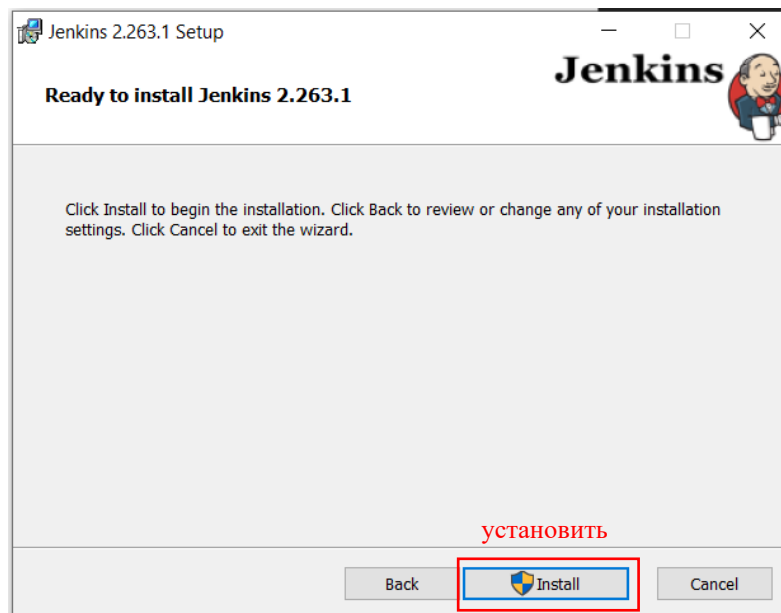 Jenkins 2.263.1 Setup
Jenkins
Ready to install Jenkins 2.263.1
Click Install to begin the installation. Click Back to review or change any of your installation
settings. Click Cancel to exit the wizard.
установить
Back
Install
Cancel